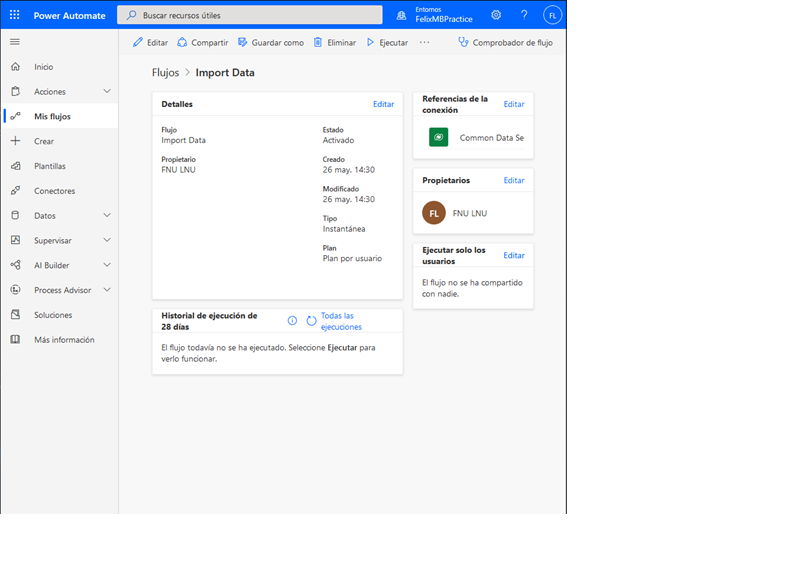 Power Automate
Buscar recursos útiles
Entornos
FelixMBPractice
?
FL
Editar
Compartir
Guardar como
Eliminar
Ejecutar
···
Comprobador de flujo
Inicio
Acciones
Mis flujos
Crear
Plantillas
Conectores
Datos
Supervisar
AI Builder
Process Advisor
Soluciones
Más información
Flujos > Import Data
Detalles
Editar
Flujo
Import Data
Propietario
FNU LNU
Estado
Activado
Creado
26 may. 14:30
Modificado
26 may. 14:30
Tipo
Instantánea
Plan
Plan por usuario
Historial de ejecución de
28 días
Todas las
ejecuciones
El flujo todavía no se ha ejecutado. Seleccione Ejecutar para
verlo funcionar.
Referencias de la
conexión
Editar
Common Data Se
Propietarios
Editar
FL
FNU LNU
Ejecutar solo los
usuarios
Editar
El flujo no se ha compartido
con nadie.